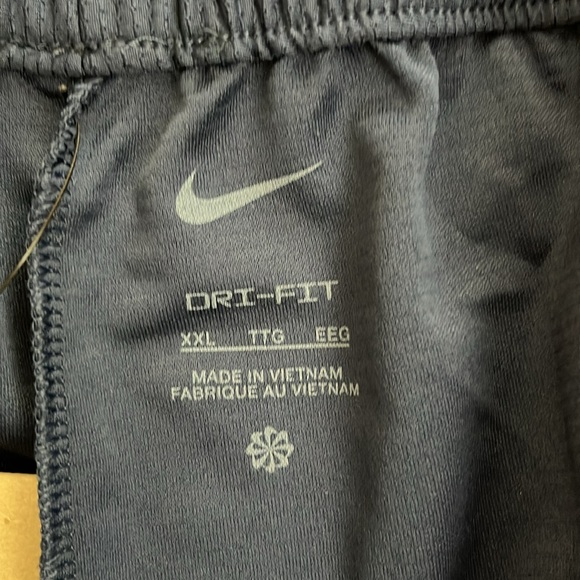 DRI-FIT
XXL TTG EEG
MADE IN VIETNAM
FABRIQUE AU VIETNAM